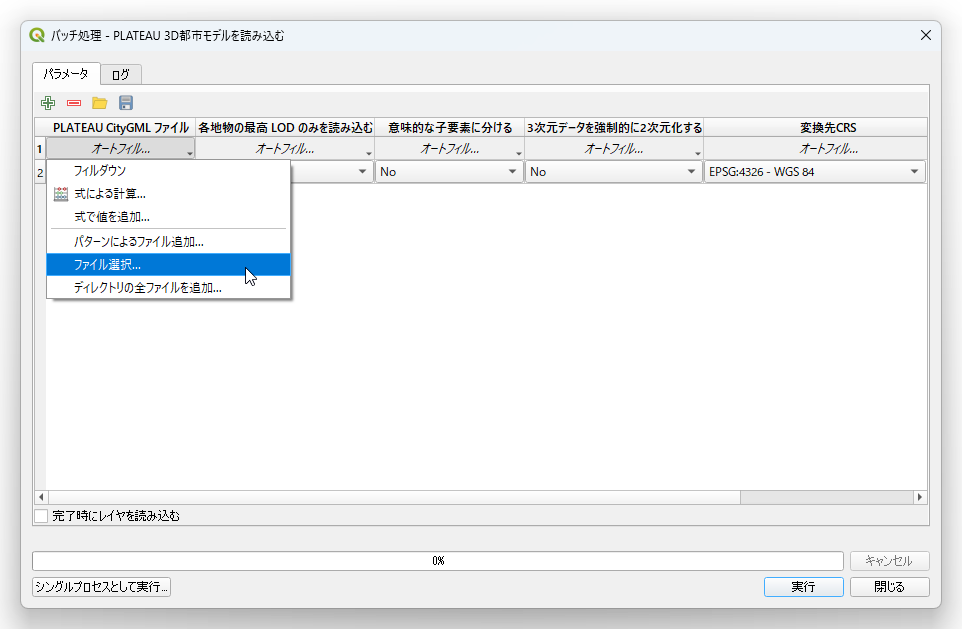 バッチ処理 - PLATEAU 3D都市モデルを読み込む
パラメータ ログ
PLATEAU CityGML ファイル 各地物の最高 LOD のみを読み込む 意味的な子要素に分ける 3次元データを強制的に2次元化する 変換先CRS
1 オートフィル... オートフィル... オートフィル... オートフィル... オートフィル...
2 No No EPSG:4326 - WGS 84
フィルダウン
式による計算...
式で値を追加...
パターンによるファイル追加...
ファイル選択...
ディレクトリの全ファイルを追加...
完了時にレイヤを読み込む
0% キャンセル
シングルプロセスとして実行... 実行 閉じる